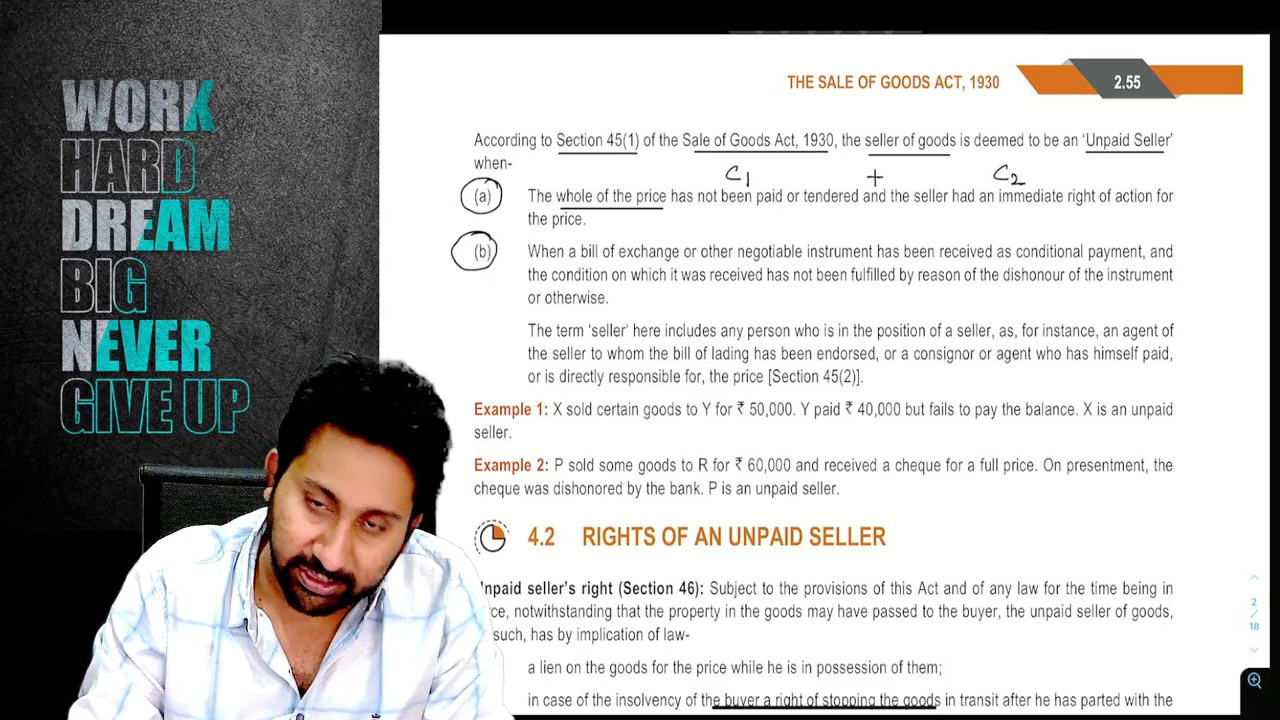 WORK
HARD
DREAM
BIG
NEVER
GIVE UP
THE SALE OF GOODS ACT, 1930
2.55
According to Section 45(1) of the Sale of Goods Act, 1930, the seller of goods is deemed to be an ‘Unpaid Seller’
when-
C1 + C2
(a) The whole of the price has not been paid or tendered and the seller had an immediate right of action for
the price.
(b) When a bill of exchange or other negotiable instrument has been received as conditional payment, and
the condition on which it was received has not been fulfilled by reason of the dishonour of the instrument
or otherwise.
The term ‘seller‘ here includes any person who is in the position of a seller, as, for instance, an agent of
the seller to whom the bill of lading has been endorsed, or a consignor or agent who has himself paid,
or is directly responsible for, the price [Section 45(2)].
Example 1: X sold certain goods to Y for ₹ 50,000. Y paid ₹ 40,000 but fails to pay the balance. X is an unpaid
seller.
Example 2: P sold some goods to R for ₹ 60,000 and received a cheque for a full price. On presentment, the
cheque was dishonored by the bank. P is an unpaid seller.
4.2 RIGHTS OF AN UNPAID SELLER
npaid seller’s right (Section 46): Subject to the provisions of this Act and of any law for the time being in
rce, notwithstanding that the property in the goods may have passed to the buyer, the unpaid seller of goods,
such, has by implication of law-
a lien on the goods for the price while he is in possession of them;
in case of the insolvency of the buyer a right of stopping the goods in transit after he has parted with the
2
/
18